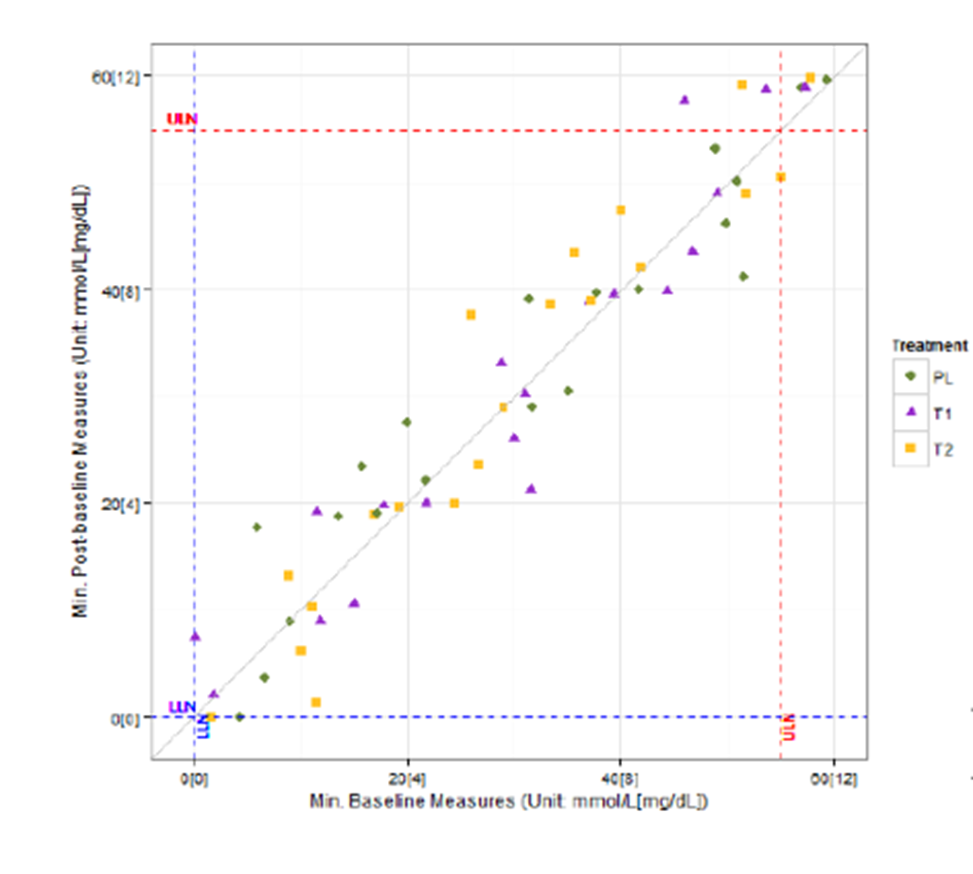 60[12]
ULN
40[8]
20[4]
LLN
0[0]
LLN
ULN
0[0]
20[4]
40[8]
60[12]
Min. Post-baseline Measures (Unit: mmol/L[mg/dL])
Min. Baseline Measures (Unit: mmol/L[mg/dL])
Treatment
PL
T1
T2